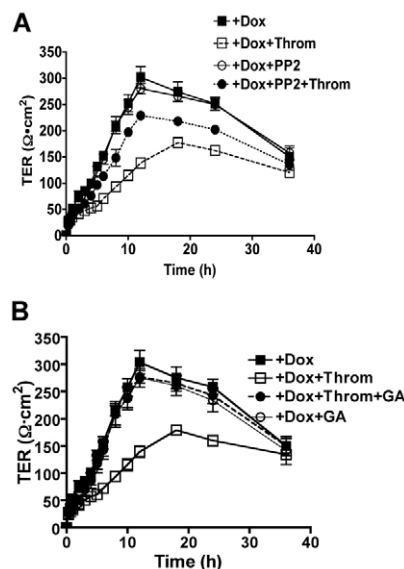 A
+Dox
+Dox+Throm
+Dox+PP2
+Dox+PP2+Throm
TER (Ω•cm²)
350
300
250
200
150
100
50
0
0 10 20 30 40
Time (h)
B
+Dox
+Dox+Throm
+Dox+Throm+GA
+Dox+GA
TER (Ω·cm²)
350
300
250
200
150
100
50
0
0 10 20 30 40
Time (h)